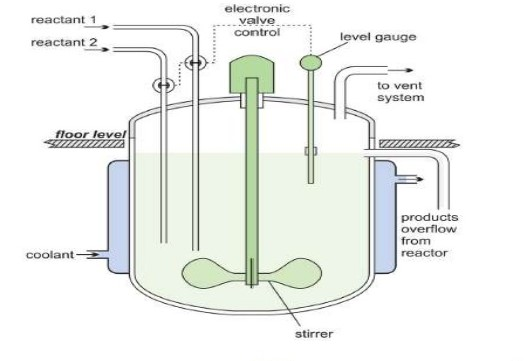 electronic
valve
control
reactant 1
reactant 2
level gauge
to vent
system
floor level
products
overflow
from
reactor
coolant
stirrer